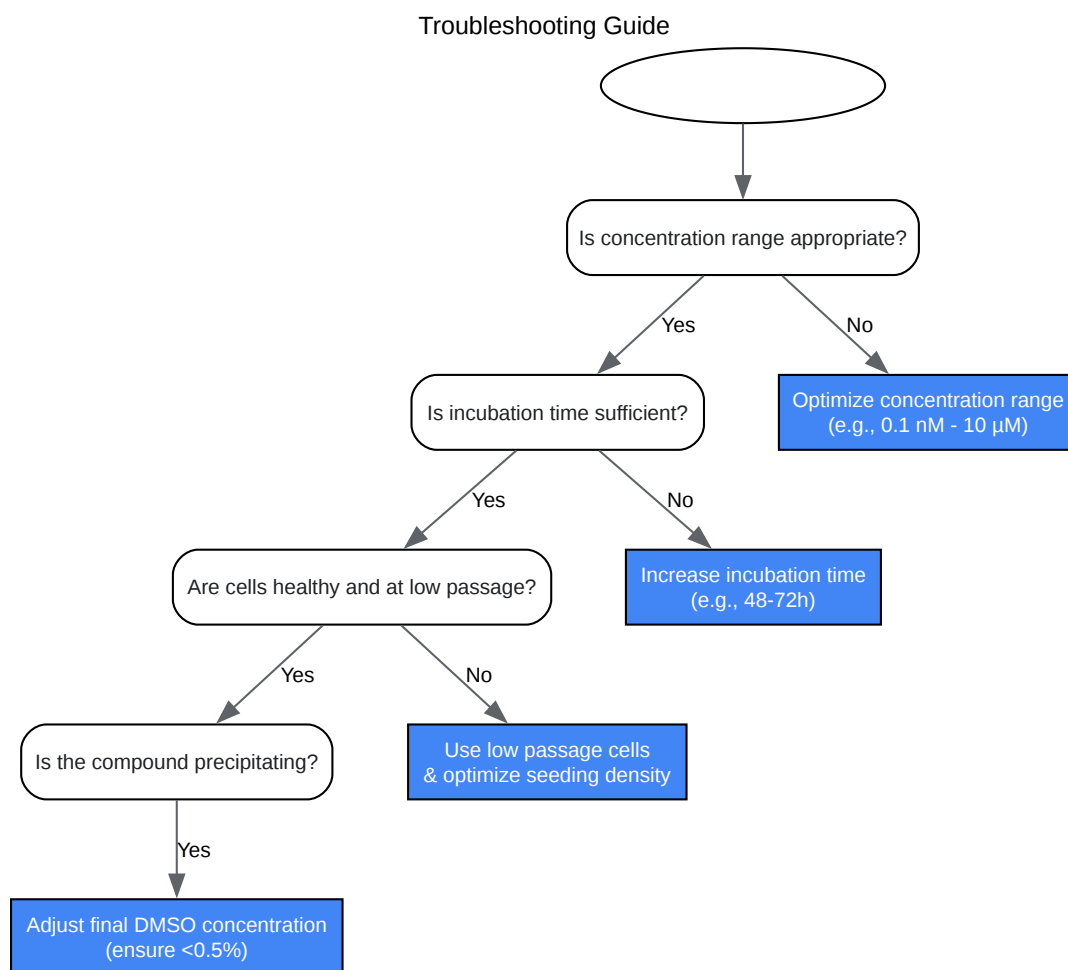 Troubleshooting Guide
Is concentration range appropriate?
Yes
No
Is incubation time sufficient?
Optimize concentration range
(e.g., 0.1 nM - 10 µM)
Yes
No
Are cells healthy and at low passage?
Increase incubation time
(e.g., 48-72h)
Yes
No
Is the compound precipitating?
Use low passage cells
& optimize seeding density
Yes
Adjust final DMSO concentration
(ensure <0.5%)